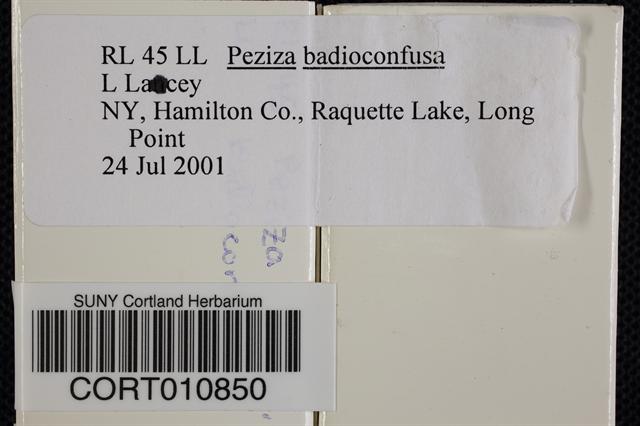 RL 45 LL Peziza badioconfusa
L Lancey
NY, Hamilton Co., Raquette Lake, Long
Point
24 Jul 2001
SUNY Cortland Herbarium
CORT010850